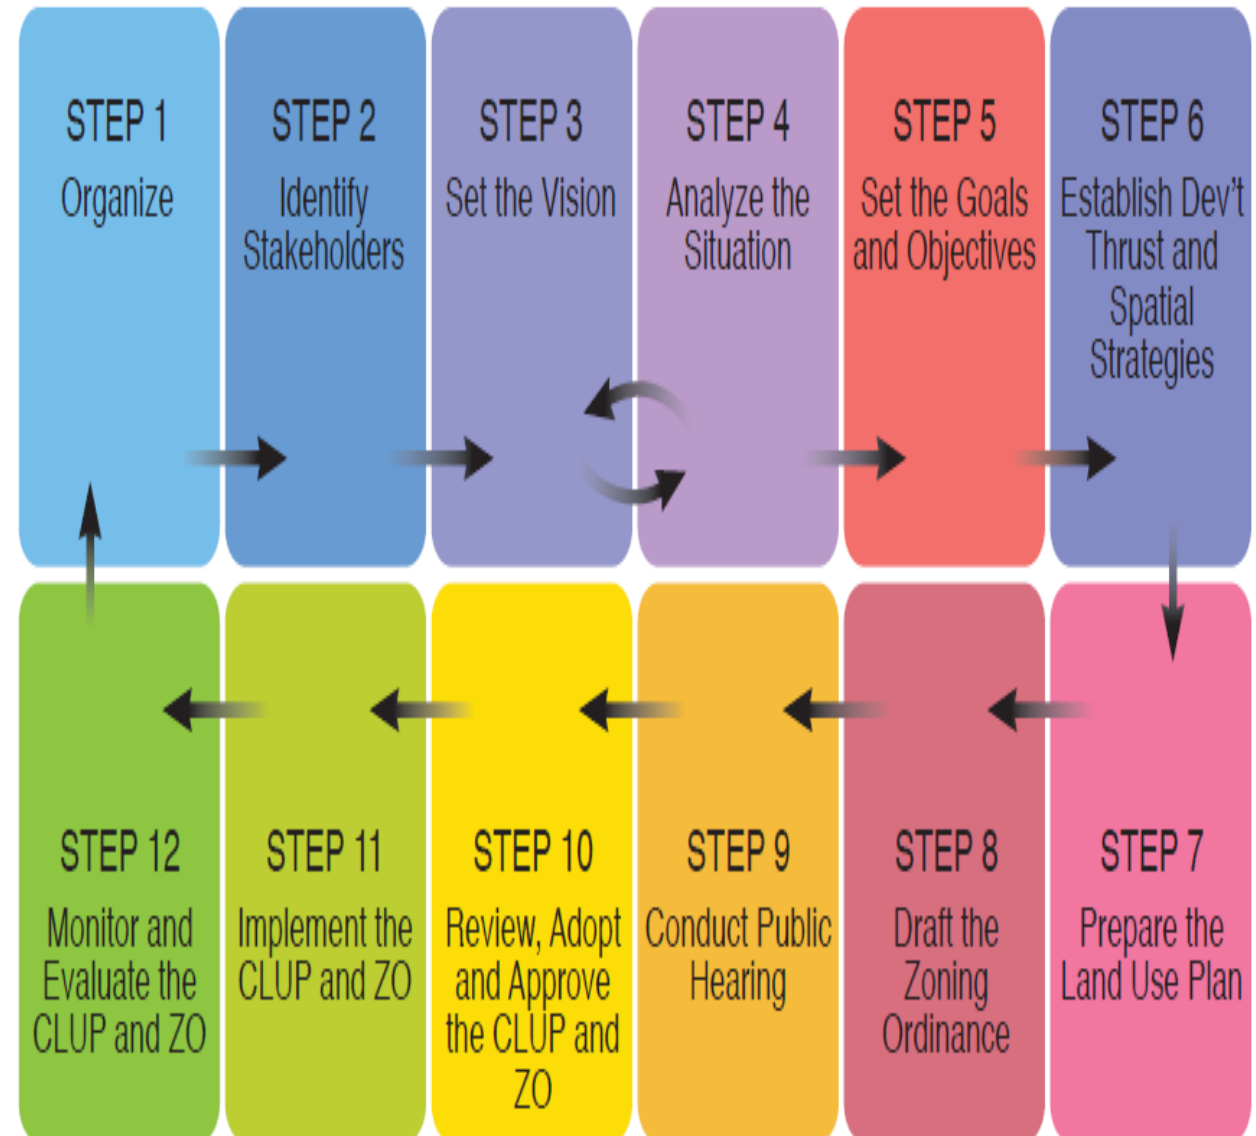 STEP 1
Organize
STEP 2
Identify
Stakeholders
STEP 3
Set the Vision
STEP 4
Analyze the
Situation
STEP 5
Set the Goals
and Objectives
STEP 6
Establish Dev’t
Thrust and
Spatial
Strategies
STEP 7
Prepare the
Land Use Plan
STEP 8
Draft the
Zoning
Ordinance
STEP 9
Conduct Public
Hearing
STEP 10
Review, Adopt
and Approve
the CLUP and
ZO
STEP 11
Implement the
CLUP and ZO
STEP 12
Monitor and
Evaluate the
CLUP and ZO